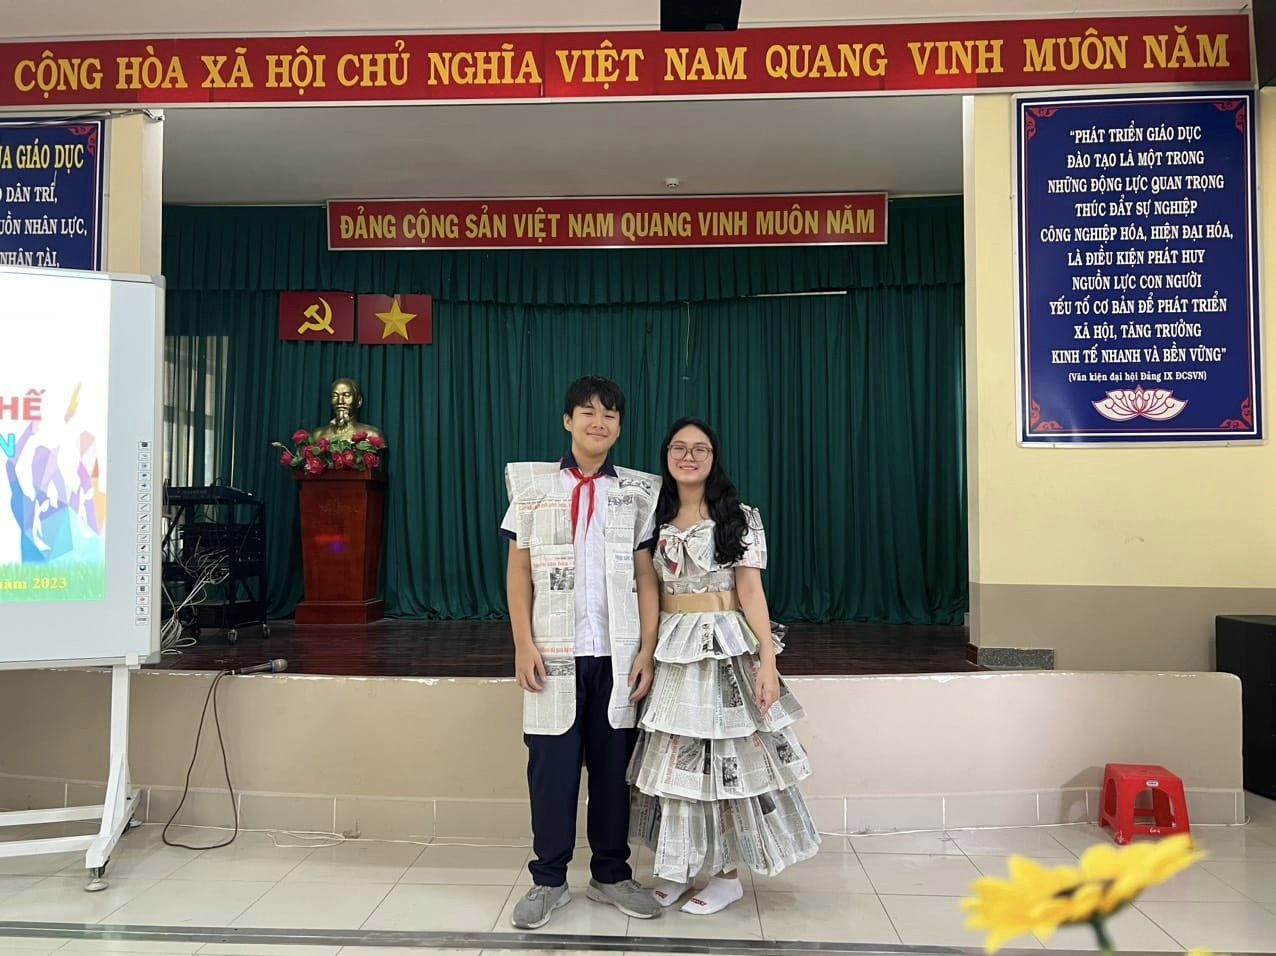 CỘNG HÒA XÃ HỘI CHỦ NGHĨA VIỆT NAM QUANG VINH MUÔN NĂM
ĐẢNG CỘNG SẢN VIỆT NAM QUANG VINH MUÔN NĂM
UA GIÁO DỤC
DÂN TRÍ,
NHÂN LỰC,
NHÂN TÀI,
HẾ
N
năm 2023
“PHÁT TRIỂN GIÁO DỤC
ĐÀO TẠO LÀ MỘT TRONG
NHỮNG ĐỘNG LỰC QUAN TRỌNG
THÚC ĐẨY SỰ NGHIỆP
CÔNG NGHIỆP HÓA, HIỆN ĐẠI HÓA,
LÀ ĐIỀU KIỆN PHÁT HUY
NGUỒN LỰC CON NGƯỜI
YẾU TỐ CƠ BẢN ĐỂ PHÁT TRIỂN
XÃ HỘI, TĂNG TRƯỞNG
KINH TẾ NHANH VÀ BỀN VỮNG”
(Văn kiện đại hội Đảng IX ĐCSVN)